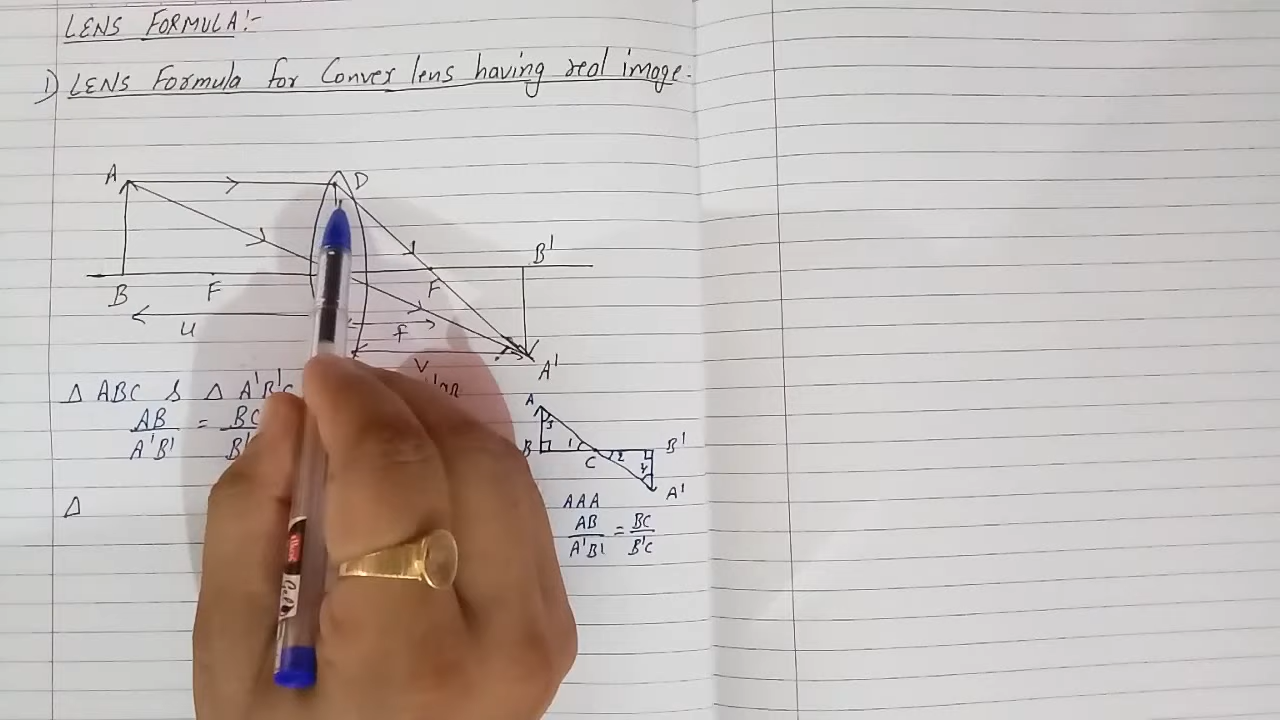 LENS FORMULA:-
1) LENS Formula for Convex lens having real image.
A D
B F F B'
u f
v A'
Δ ABC & Δ A'B'C
AB/A'B' = BC/B'
A
B 3 1 C 2 4 B'
A'
Δ
AAA
AB/A'B' = BC/B'C